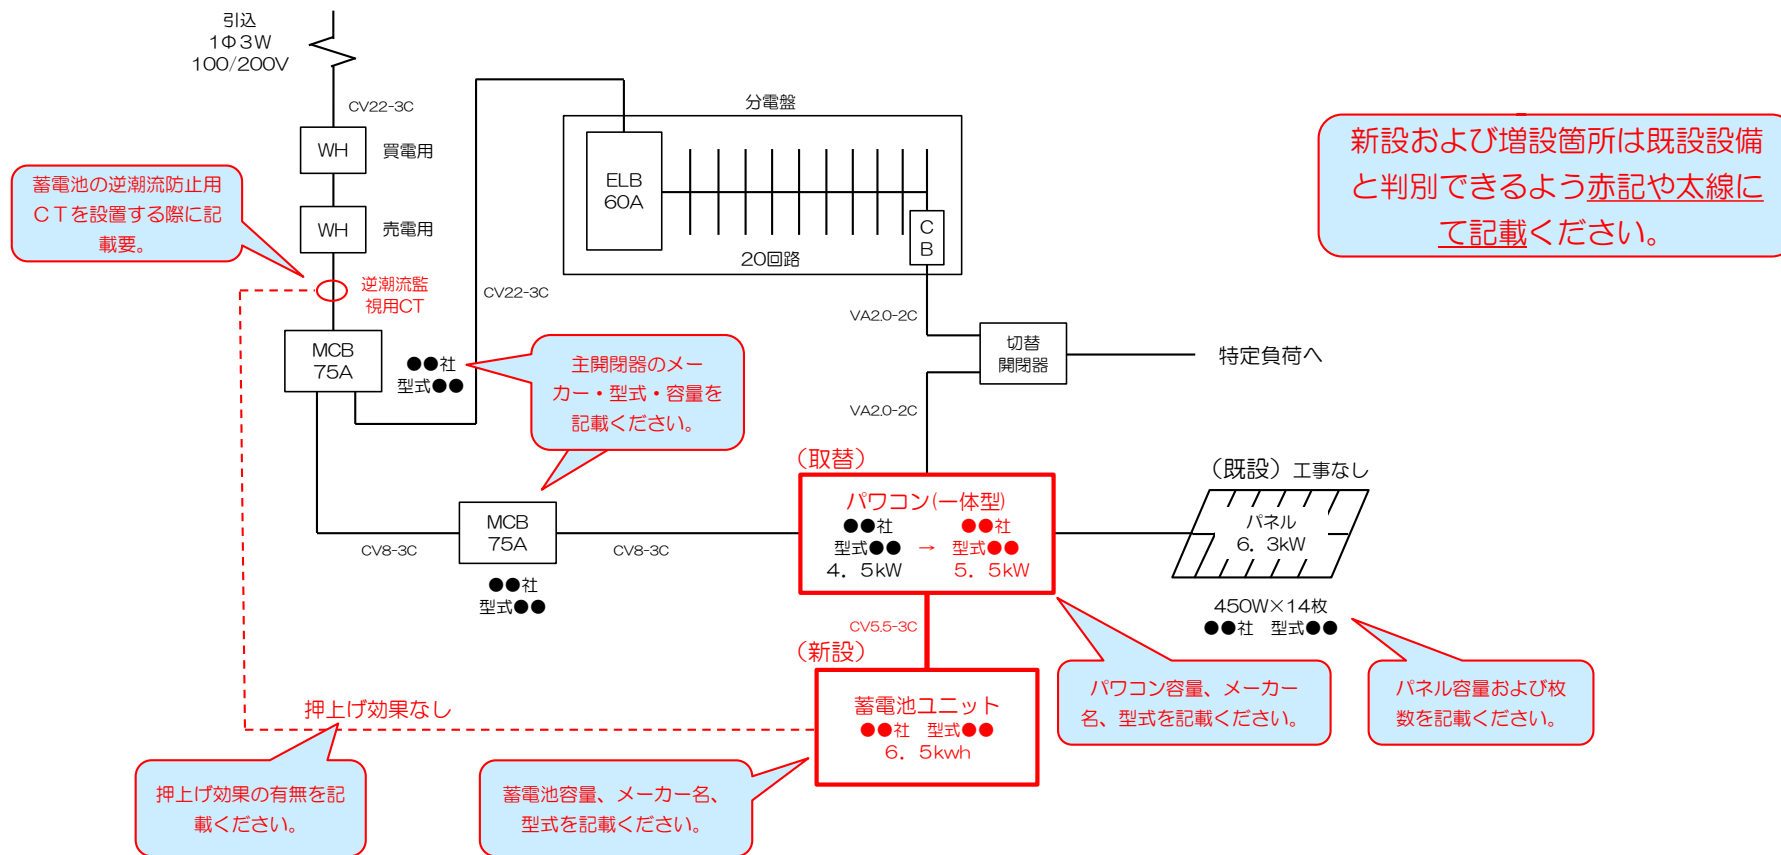 引込
1Φ3W
100/200V
CV22-3C
WH
買電用
WH
売電用
蓄電池の逆潮流防止用
CTを設置する際に記
載要。
逆潮流監
視用CT
MCB
75A
●●社
型式●●
CV22-3C
主開閉器のメー
カー・型式・容量を
記載ください。
分電盤
ELB
60A
20回路
C
B
VA2.0-2C
切替
開閉器
特定負荷へ
VA2.0-2C
新設および増設箇所は既設設備
と判別できるよう赤記や太線に
て記載ください。
CV8-3C
MCB
75A
●●社
型式●●
CV8-3C
（取替）
パワコン(一体型)
●●社 ●●社
型式●● → 型式●●
4．5kW 5．5kW
（既設）工事なし
パネル
6．3kW
450W×14枚
●●社 型式●●
CV5.5-3C
（新設）
蓄電池ユニット
●●社 型式●●
6．5kwh
パワコン容量、メーカー
名、型式を記載ください。
パネル容量および枚
数を記載ください。
押上げ効果なし
押上げ効果の有無を記
載ください。
蓄電池容量、メーカー名、
型式を記載ください。